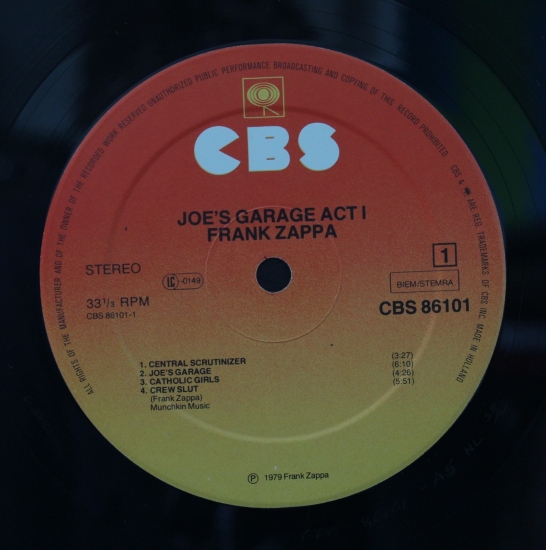 ALL RIGHTS OF THE MANUFACTURER AND OF THE OWNER OF THE RECORDED WORK RESERVED UNAUTHORIZED PUBLIC PERFORMANCE BROADCASTING AND COPYING OF THIS RECORD PROHIBITED
CBS & ARE REG. TRADEMARKS OF CBS INC. MADE IN HOLLAND
CBS
JOE'S GARAGE ACT I
FRANK ZAPPA
STEREO
LC 0149
1
BIEM/STEMRA
33 1/3 RPM
CBS 86101-1
CBS 86101
1. CENTRAL SCRUTINIZER (3:27)
2. JOE'S GARAGE (6:10)
3. CATHOLIC GIRLS (4:26)
4. CREW SLUT (5:51)
(Frank Zappa)
Munchkin Music
℗ 1979 Frank Zappa